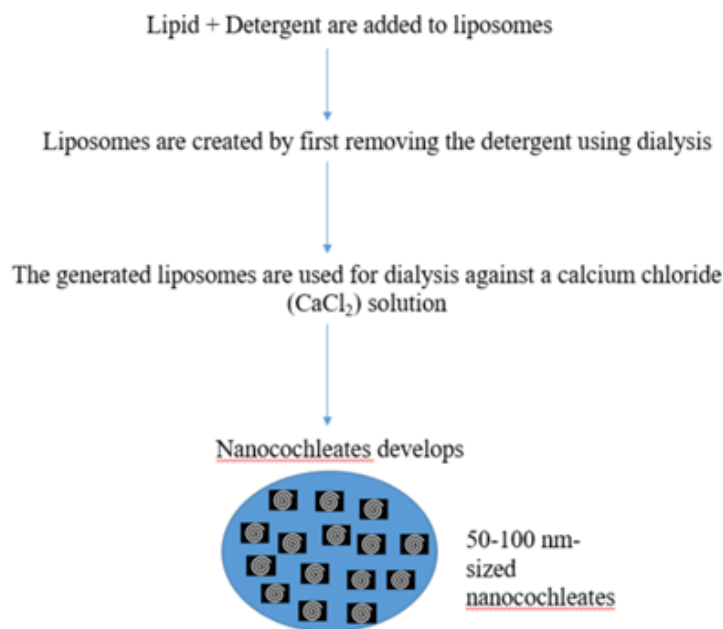 Lipid + Detergent are added to liposomes
Liposomes are created by first removing the detergent using dialysis
The generated liposomes are used for dialysis against a calcium chloride
(CaCl₂) solution
Nanocochleates develops
50-100 nm-
sized
nanocochleates